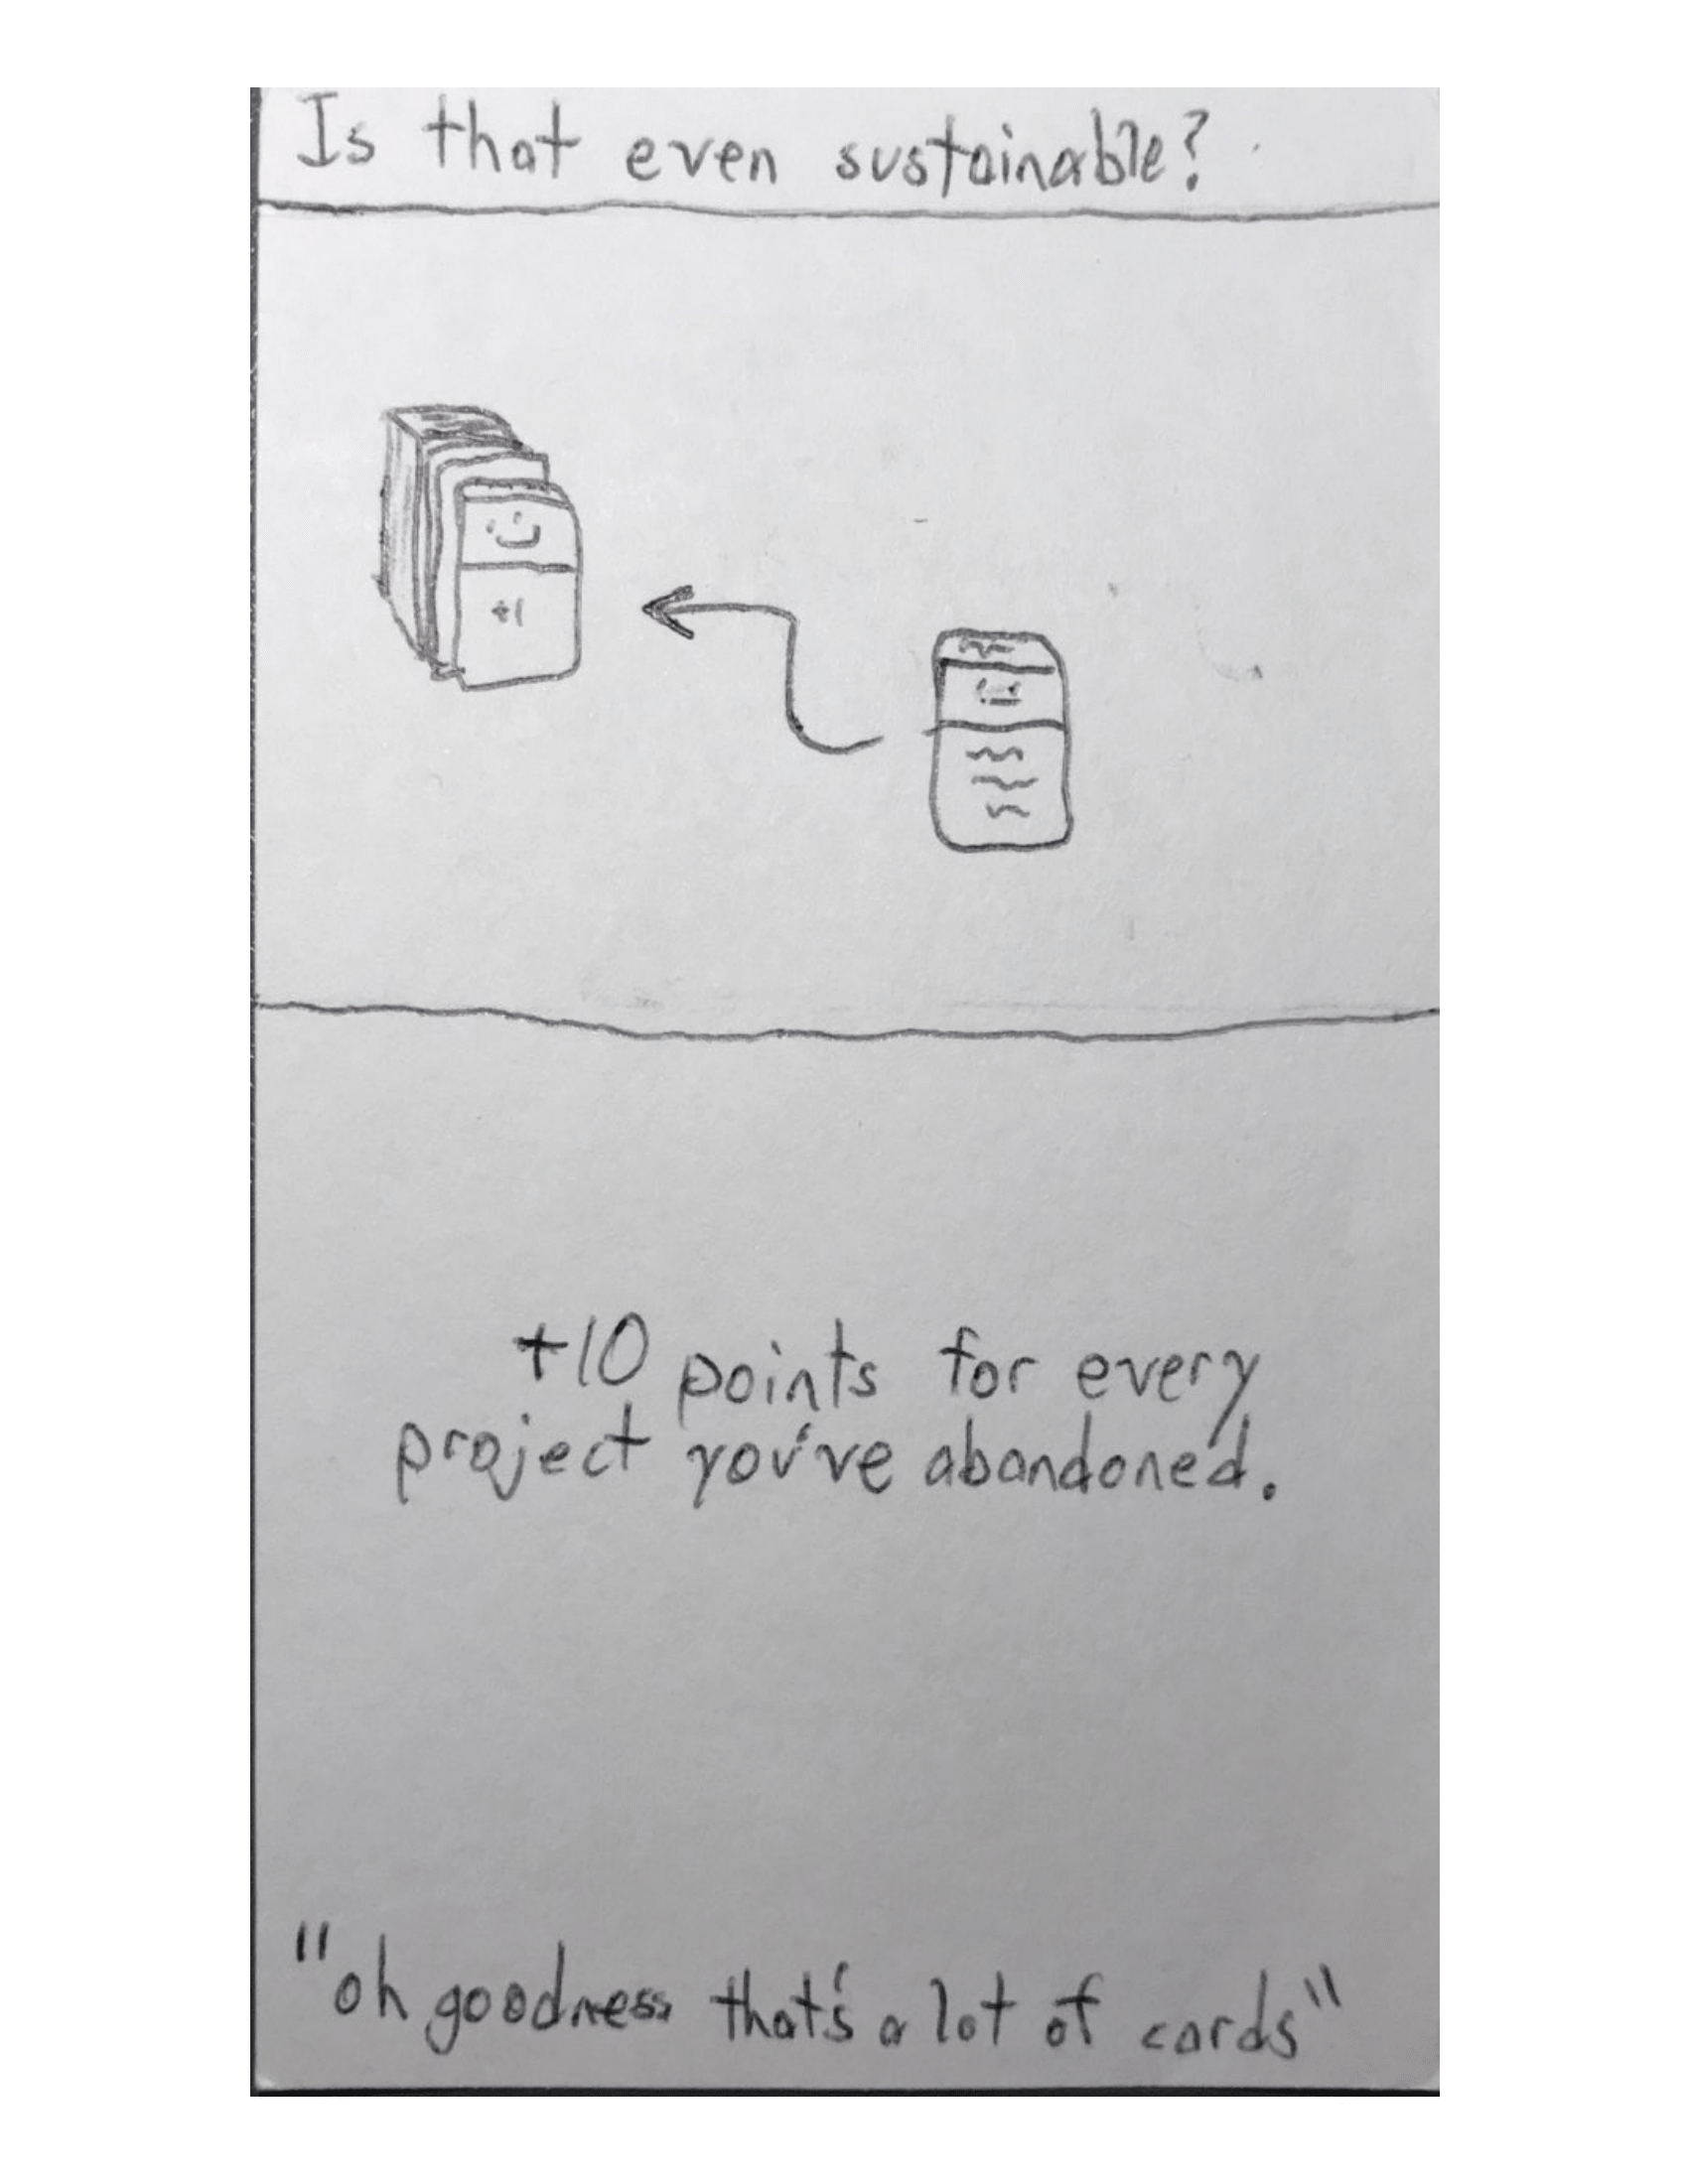 Is that even sustainable?
+1
+10 points for every
project you've abandoned.
"oh goodness that's a lot of cards"